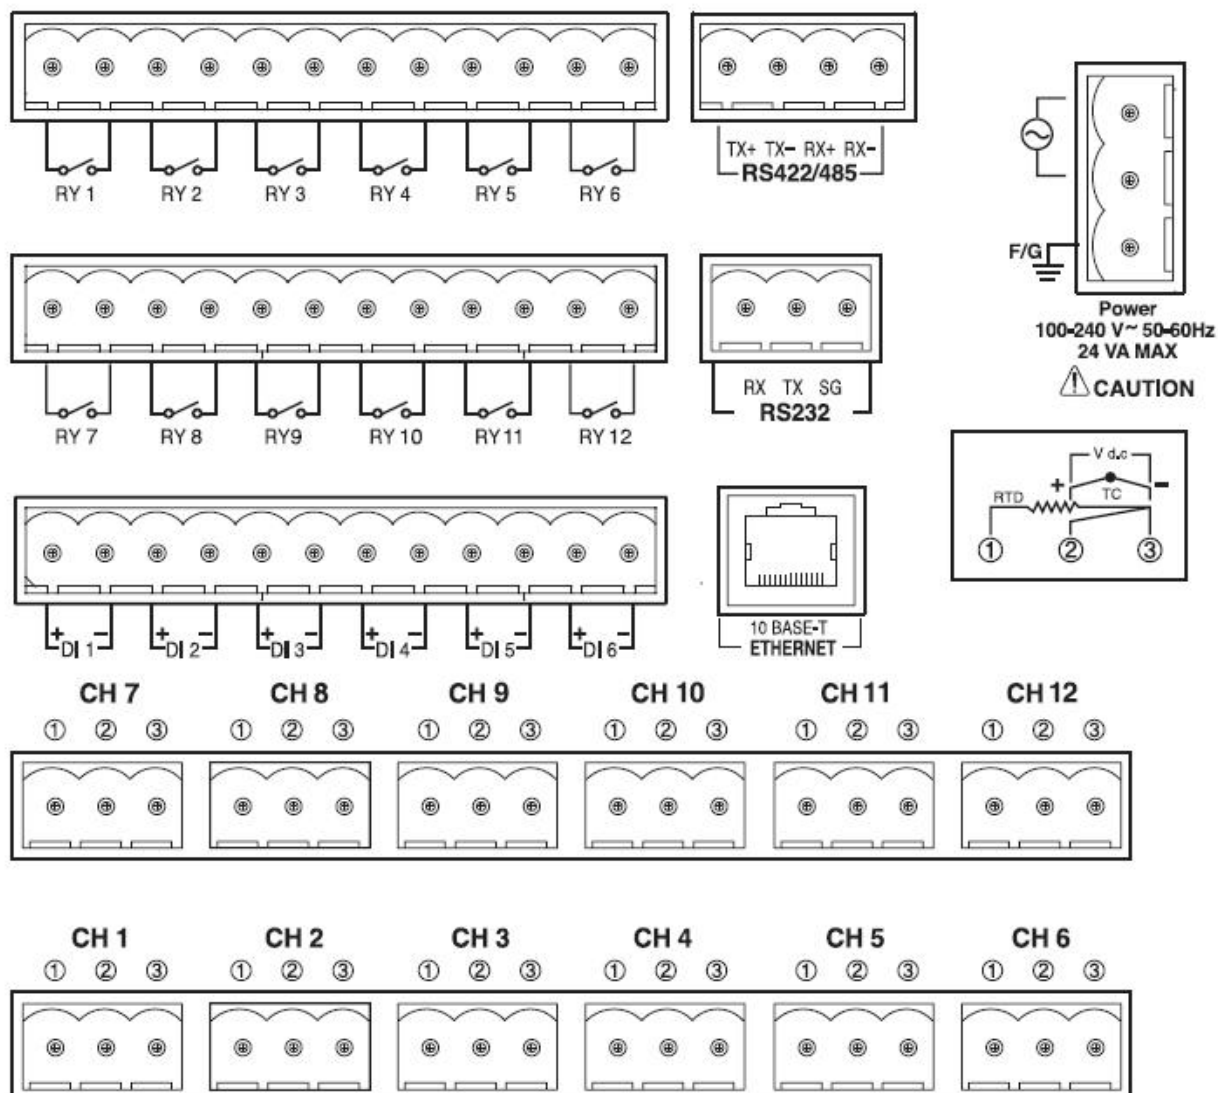 RY 1 RY 2 RY 3 RY 4 RY 5 RY 6
TX+ TX- RX+ RX-
RS422/485
F/G
Power
100-240 V~ 50-60Hz
24 VA MAX
CAUTION
RY 7 RY 8 RY9 RY 10 RY 11 RY 12
RX TX SG
RS232
V d.c
+ -
RTD TC
① ② ③
+ - + - + - + - + - + -
DI 1 DI 2 DI 3 DI 4 DI 5 DI 6
10 BASE-T
ETHERNET
CH 7 CH 8 CH 9 CH 10 CH 11 CH 12
① ② ③ ① ② ③ ① ② ③ ① ② ③ ① ② ③ ① ② ③
CH 1 CH 2 CH 3 CH 4 CH 5 CH 6
① ② ③ ① ② ③ ① ② ③ ① ② ③ ① ② ③ ① ② ③